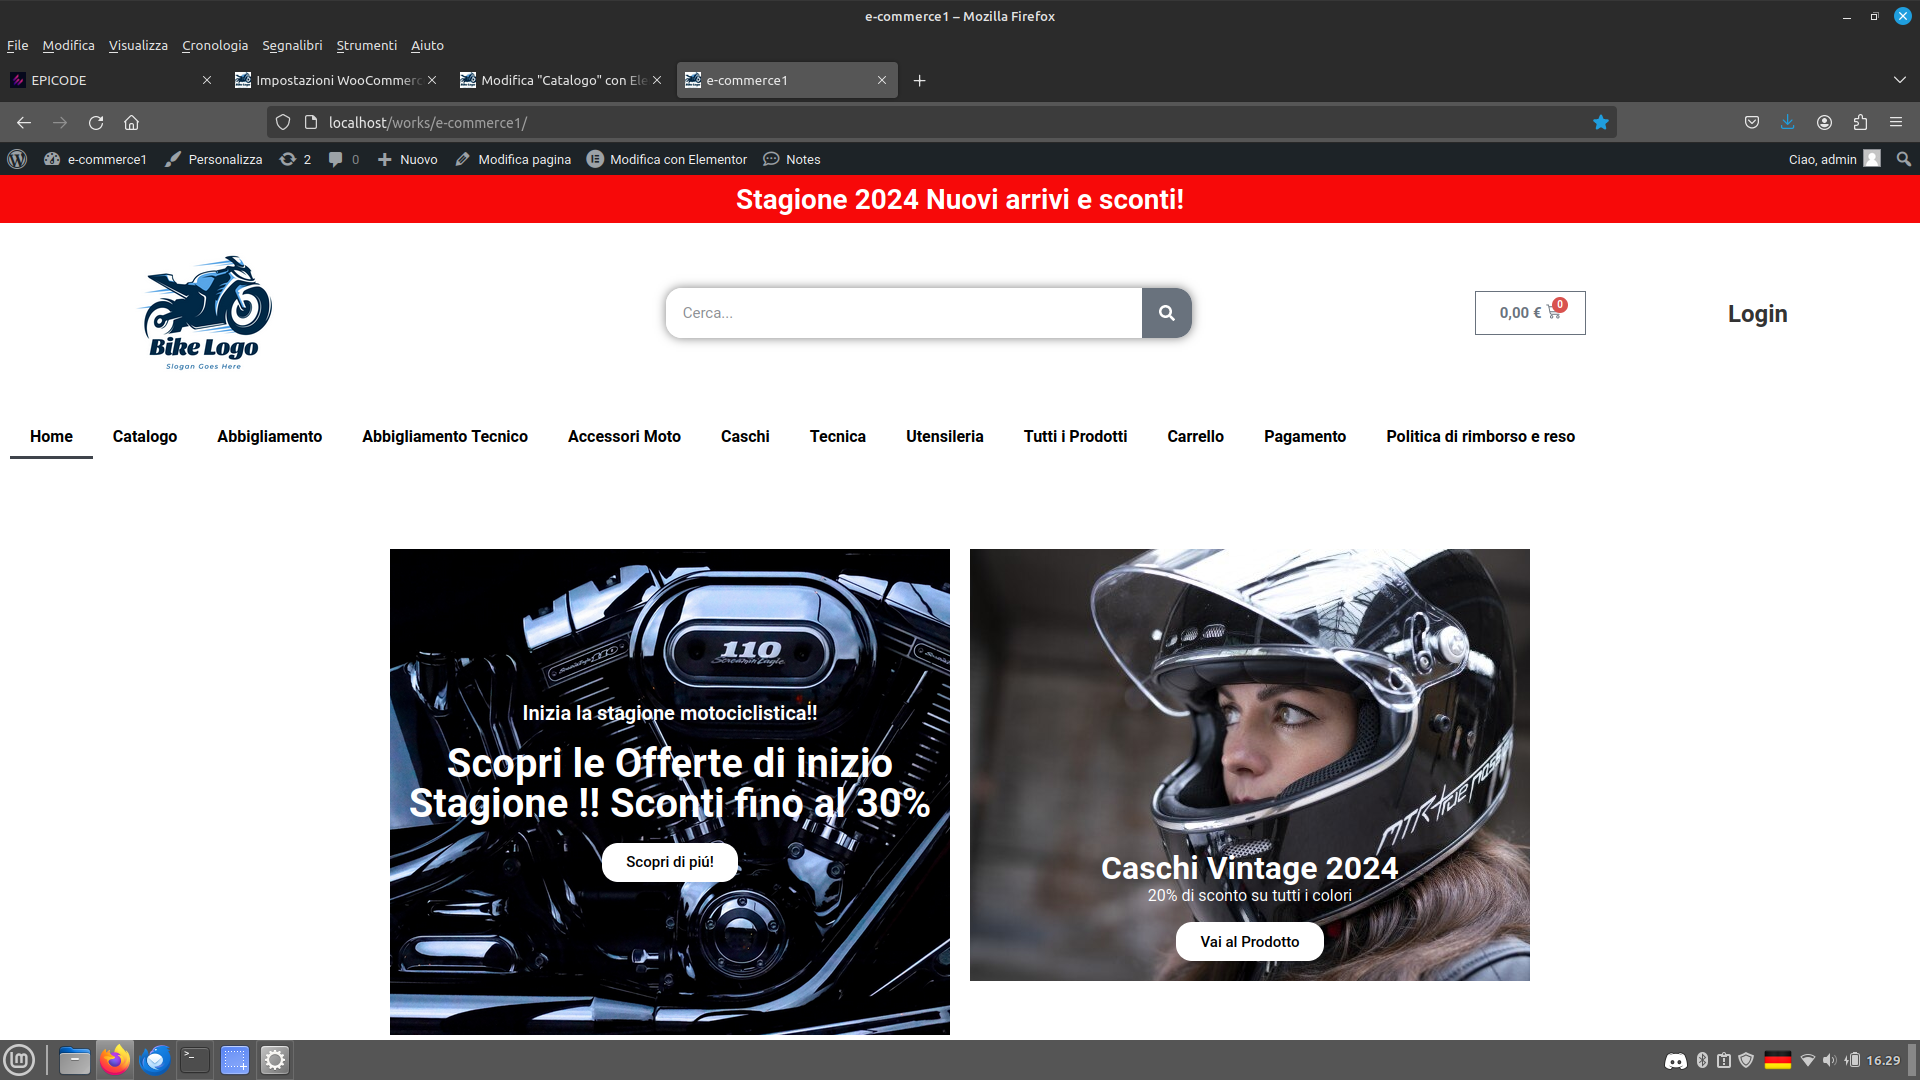 e-commerce1 – Mozilla Firefox
File Modifica Visualizza Cronologia Segnalibri Strumenti Aiuto
EPICODE Impostazioni WooCommerc Modifica "Catalogo" con Ele e-commerce1
localhost/works/e-commerce1/
e-commerce1 Personalizza 2 0 Nuovo Modifica pagina Modifica con Elementor Notes Ciao, admin
Stagione 2024 Nuovi arrivi e sconti!
Bike Logo
Slogan Goes Here
Cerca...
0,00 € 0
Login
Home Catalogo Abbigliamento Abbigliamento Tecnico Accessori Moto Caschi Tecnica Utensileria Tutti i Prodotti Carrello Pagamento Politica di rimborso e reso
110
Screamin' Eagle
Inizia la stagione motociclistica!!
Scopri le Offerte di inizio
Stagione !! Sconti fino al 30%
Scopri di piú!
Caschi Vintage 2024
20% di sconto su tutti i colori
Vai al Prodotto
16.29